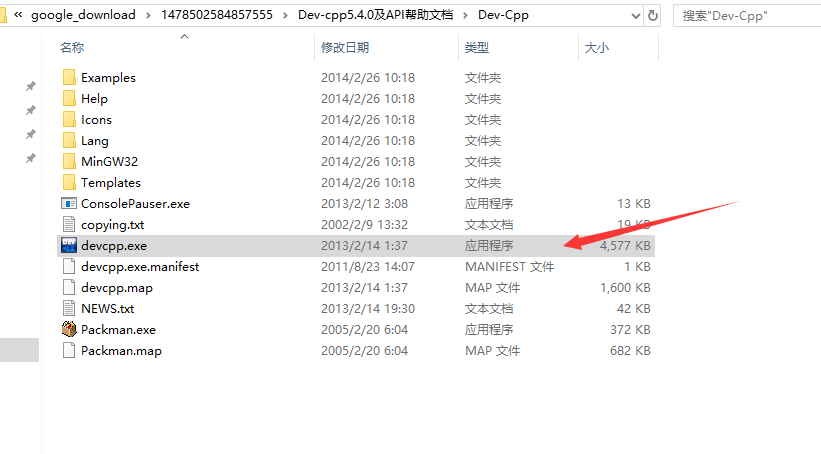 « google_download › 1478502584857555 › Dev-cpp5.4.0及API帮助文档 › Dev-Cpp 搜索"Dev-Cpp"
名称 修改日期 类型 大小
Examples 2014/2/26 10:18 文件夹
Help 2014/2/26 10:18 文件夹
Icons 2014/2/26 10:18 文件夹
Lang 2014/2/26 10:18 文件夹
MinGW32 2014/2/26 10:18 文件夹
Templates 2014/2/26 10:18 文件夹
ConsolePauser.exe 2013/2/12 3:08 应用程序 13 KB
copying.txt 2002/2/9 13:32 文本文档 19 KB
devcpp.exe 2013/2/14 1:37 应用程序 4,577 KB
devcpp.exe.manifest 2011/8/23 14:07 MANIFEST 文件 1 KB
devcpp.map 2013/2/14 1:37 MAP 文件 1,600 KB
NEWS.txt 2013/2/14 19:30 文本文档 42 KB
Packman.exe 2005/2/20 6:04 应用程序 372 KB
Packman.map 2005/2/20 6:04 MAP 文件 682 KB